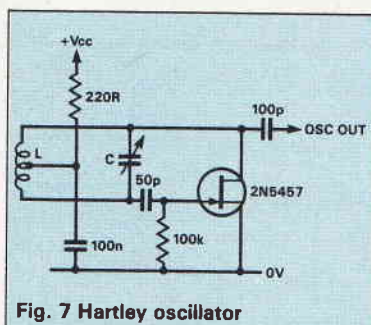 +Vcc
220R
100p
OSC OUT
L
C
50p
2N5457
100n
100k
0V
Fig. 7 Hartley oscillator